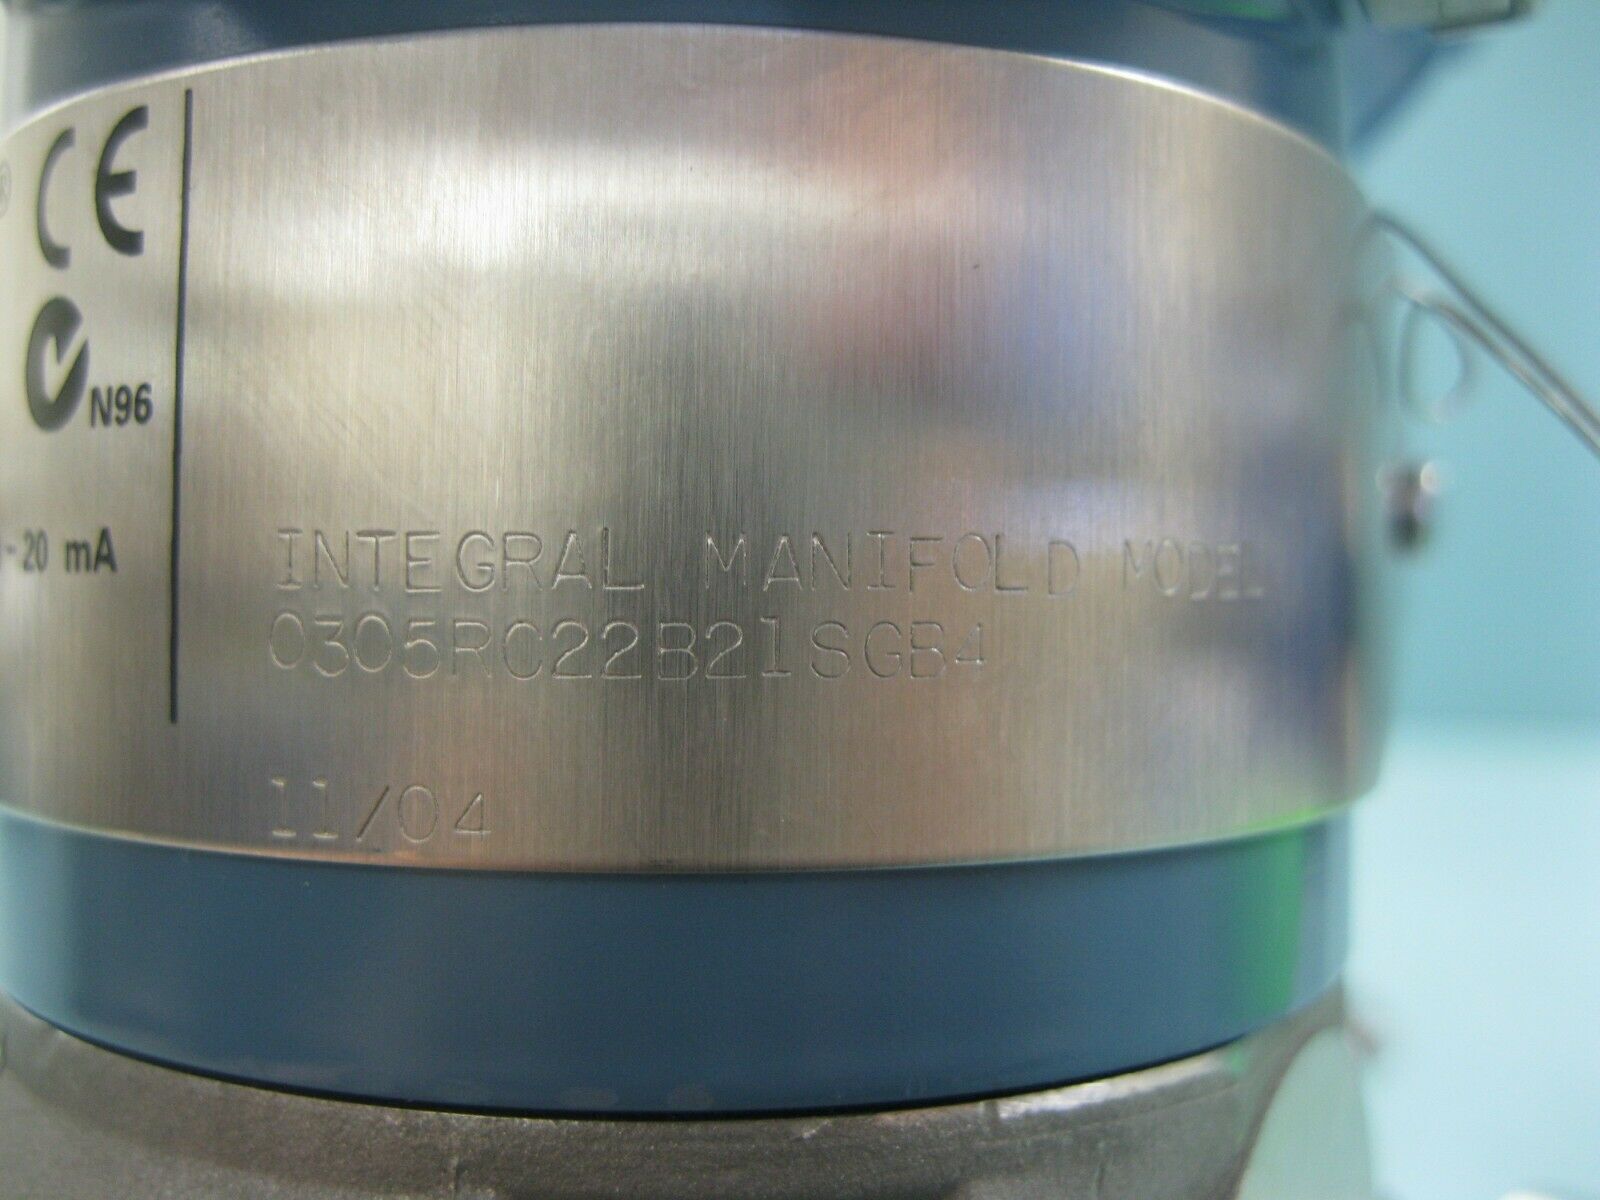 ® CE
N96
-20 mA
INTEGRAL MANIFOLD MODEL
0305RC22B21SGB4
11/04